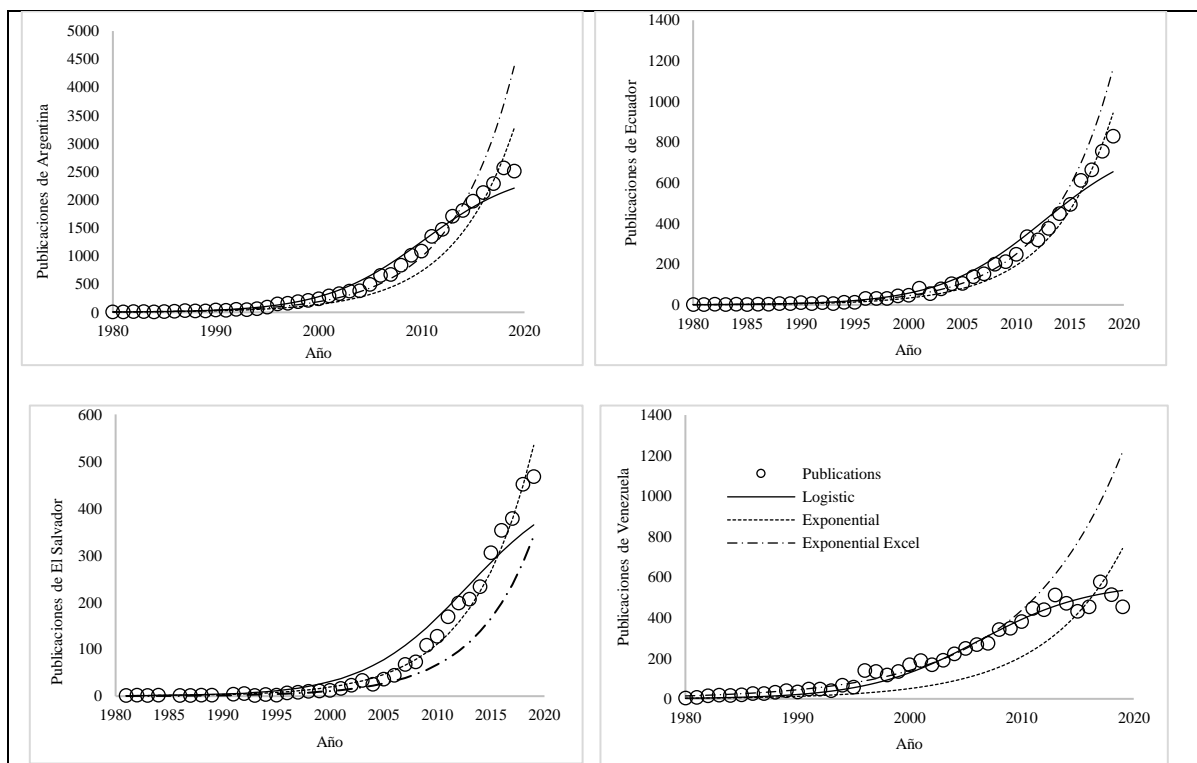 Publicaciones de Argentina
5000
4500
4000
3500
3000
2500
2000
1500
1000
500
0
1980 1990 2000 2010 2020
Año
Publicaciones de Ecuador
1400
1200
1000
800
600
400
200
0
1980 1985 1990 1995 2000 2005 2010 2015 2020
Año
Publicaciones de El Salvador
600
500
400
300
200
100
0
1980 1985 1990 1995 2000 2005 2010 2015 2020
Año
Publicaciones de Venezuela
1400
1200
1000
800
600
400
200
0
1980 1990 2000 2010 2020
Año
Publications
Logistic
Exponential
Exponential Excel